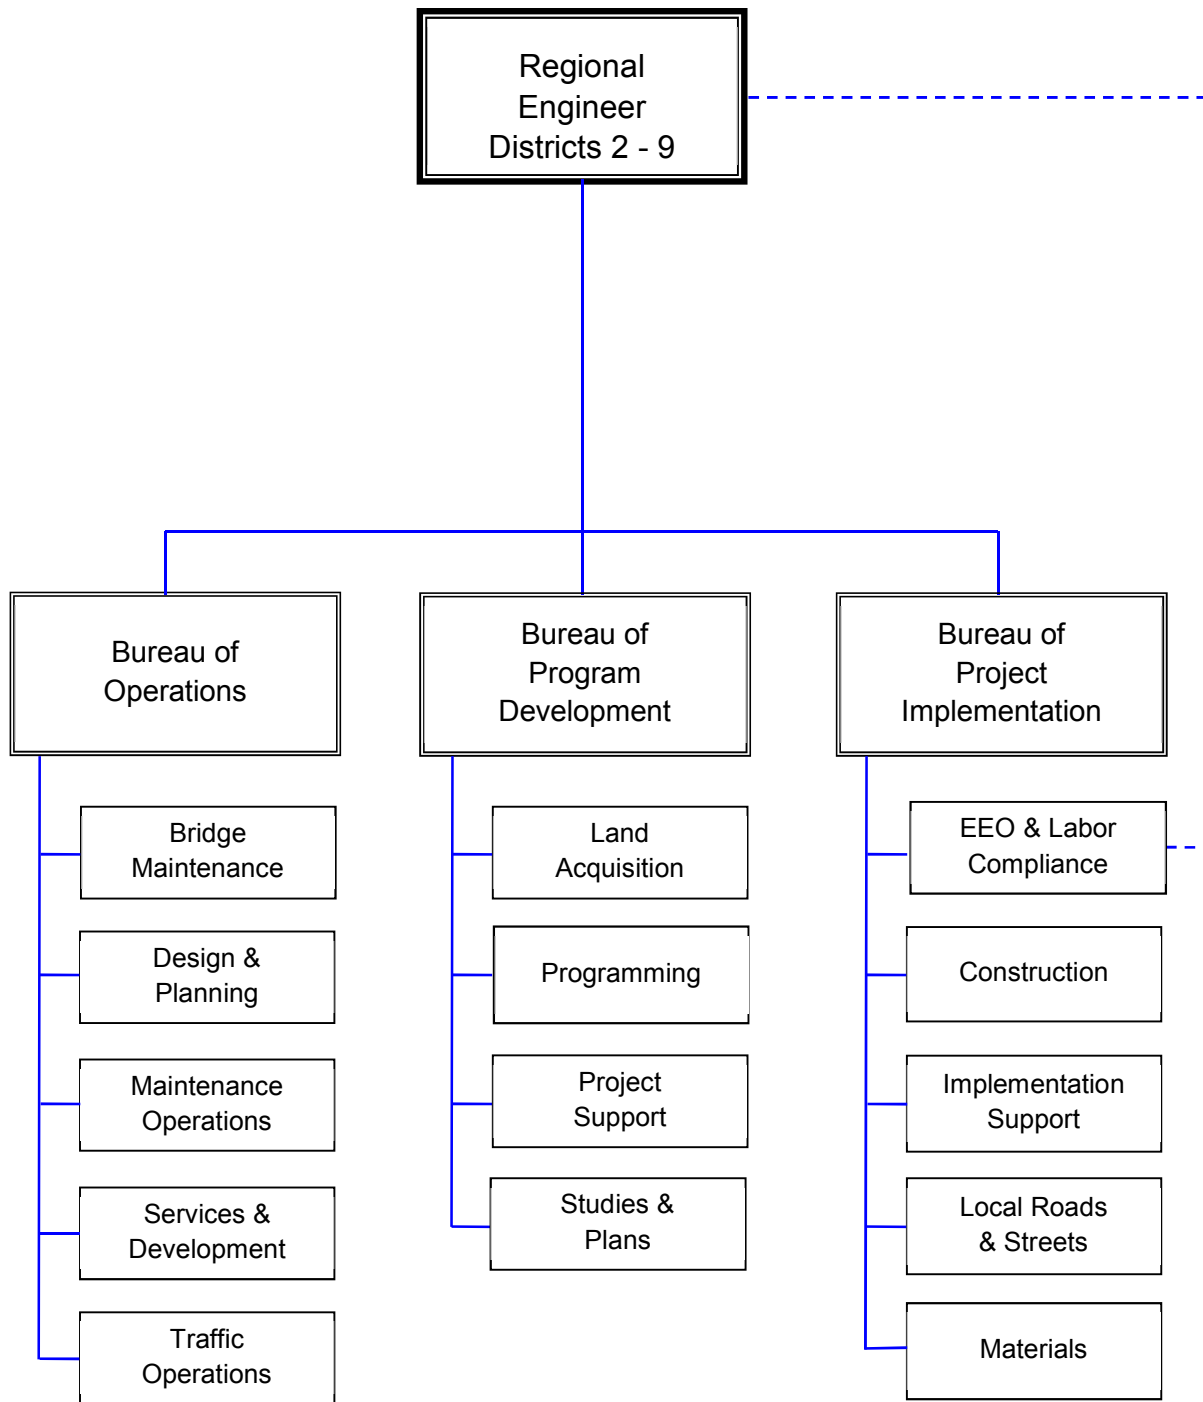 Regional
Engineer
Districts 2 - 9
Bureau of
Operations
Bureau of
Program
Development
Bureau of
Project
Implementation
Bridge
Maintenance
Design &
Planning
Maintenance
Operations
Services &
Development
Traffic
Operations
Land
Acquisition
Programming
Project
Support
Studies &
Plans
EEO & Labor
Compliance
Construction
Implementation
Support
Local Roads
& Streets
Materials